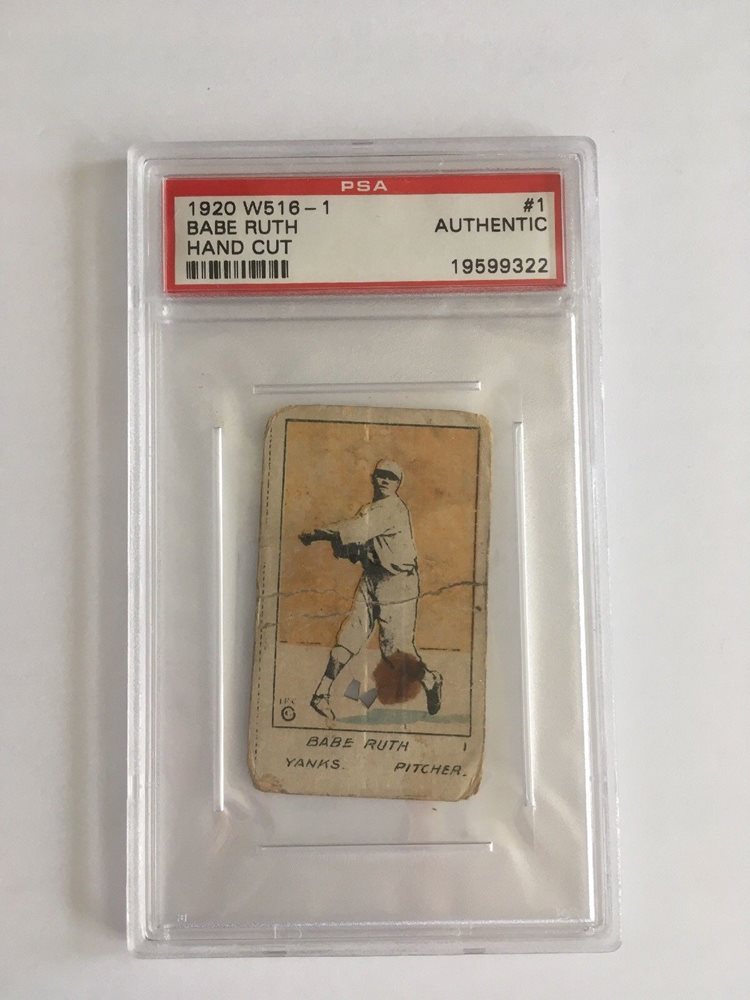 PSA
1920 W516-1 #1
BABE RUTH AUTHENTIC
HAND CUT
19599322
BABE RUTH 1
YANKS. PITCHER.